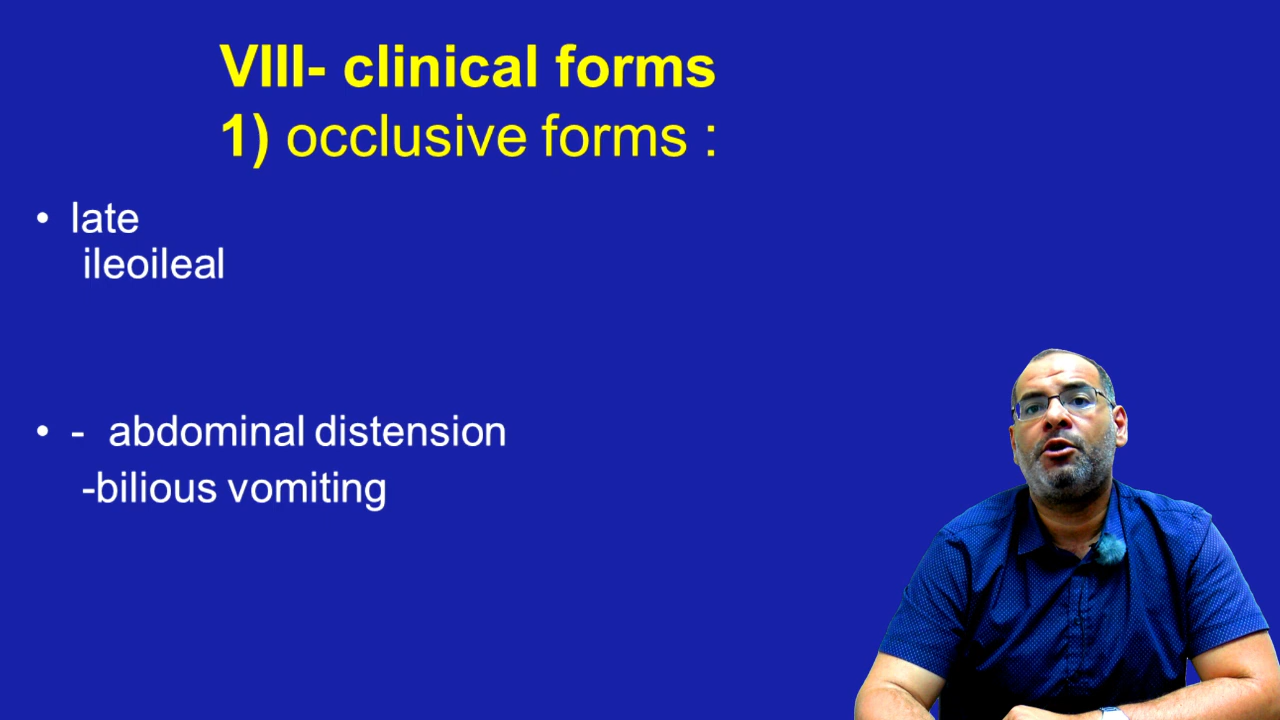 VIII- clinical forms
1) occlusive forms :
• late
ileoileal
• - abdominal distension
-bilious vomiting